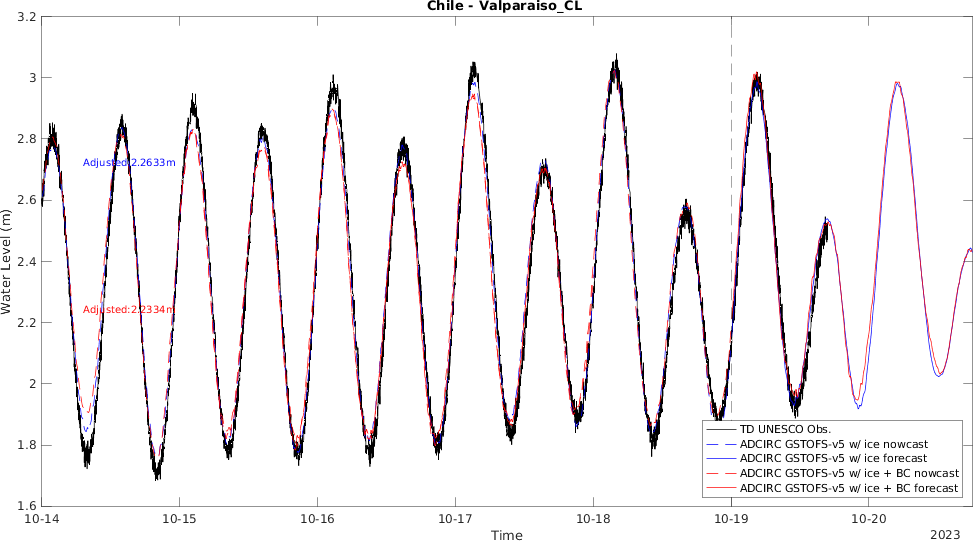 Chile - Valparaiso_CL
3.2
3
2.8
2.6
2.4
2.2
2
1.8
1.6
Water Level (m)
Adjusted:2.2633m
Adjusted:2.2334m
TD UNESCO Obs.
ADCIRC GSTOFS-v5 w/ ice nowcast
ADCIRC GSTOFS-v5 w/ ice forecast
ADCIRC GSTOFS-v5 w/ ice + BC nowcast
ADCIRC GSTOFS-v5 w/ ice + BC forecast
10-14 10-15 10-16 10-17 10-18 10-19 10-20
Time
2023